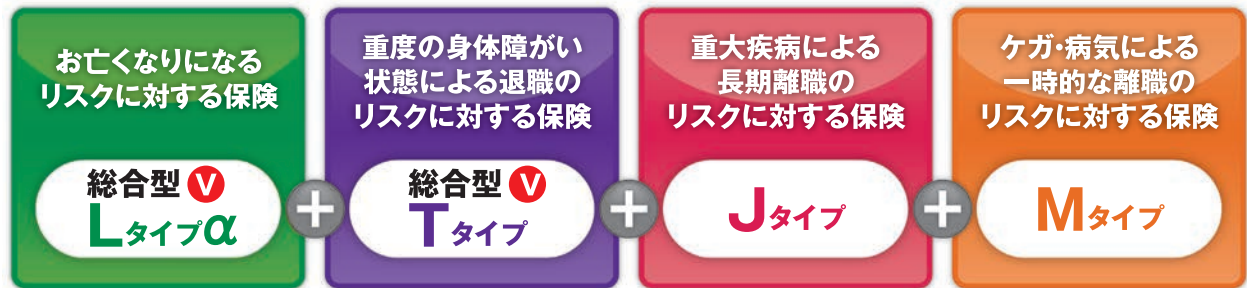 お亡くなりになる
リスクに対する保険
総合型 V
Lタイプα
+
重度の身体障がい
状態による退職の
リスクに対する保険
総合型 V
Tタイプ
+
重大疾病による
長期離職の
リスクに対する保険
Jタイプ
+
ケガ・病気による
一時的な離職の
リスクに対する保険
Mタイプ